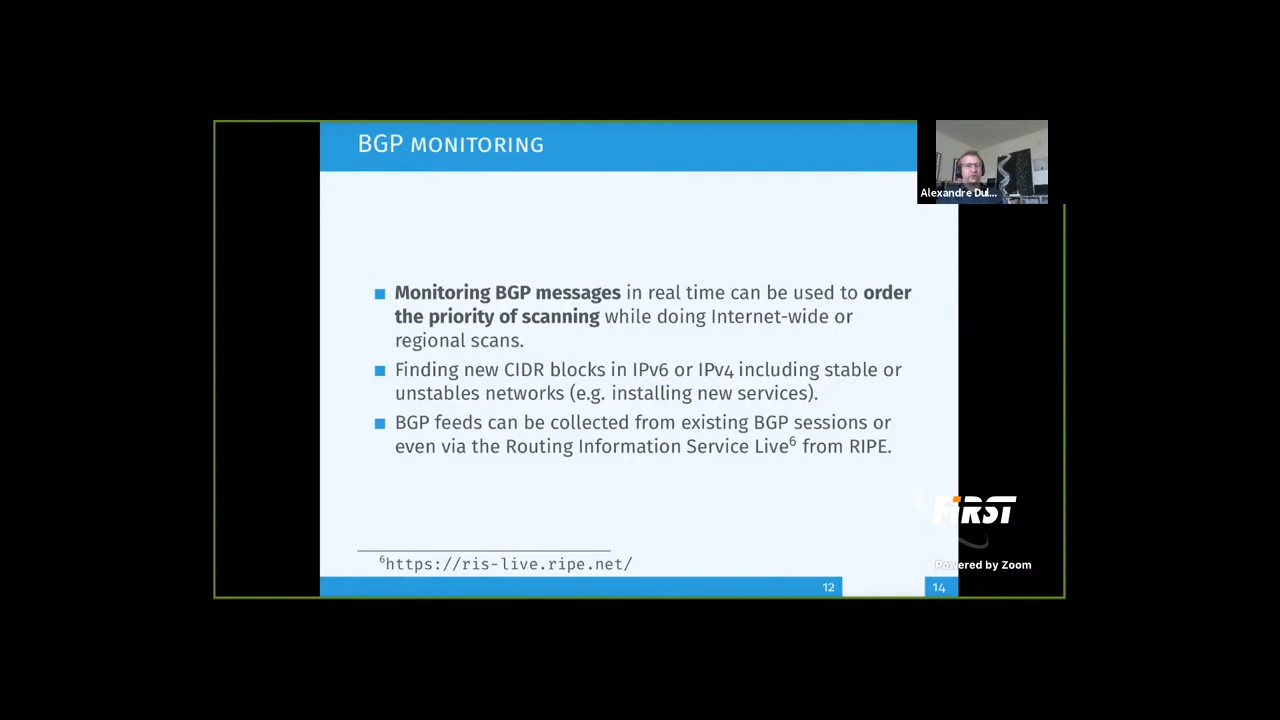 BGP MONITORING
Alexandre Dul...
■ Monitoring BGP messages in real time can be used to order
the priority of scanning while doing Internet-wide or
regional scans.
■ Finding new CIDR blocks in IPv6 or IPv4 including stable or
unstables networks (e.g. installing new services).
■ BGP feeds can be collected from existing BGP sessions or
even via the Routing Information Service Live⁶ from RIPE.
FiRST
Powered by Zoom
⁶https://ris-live.ripe.net/
12 14